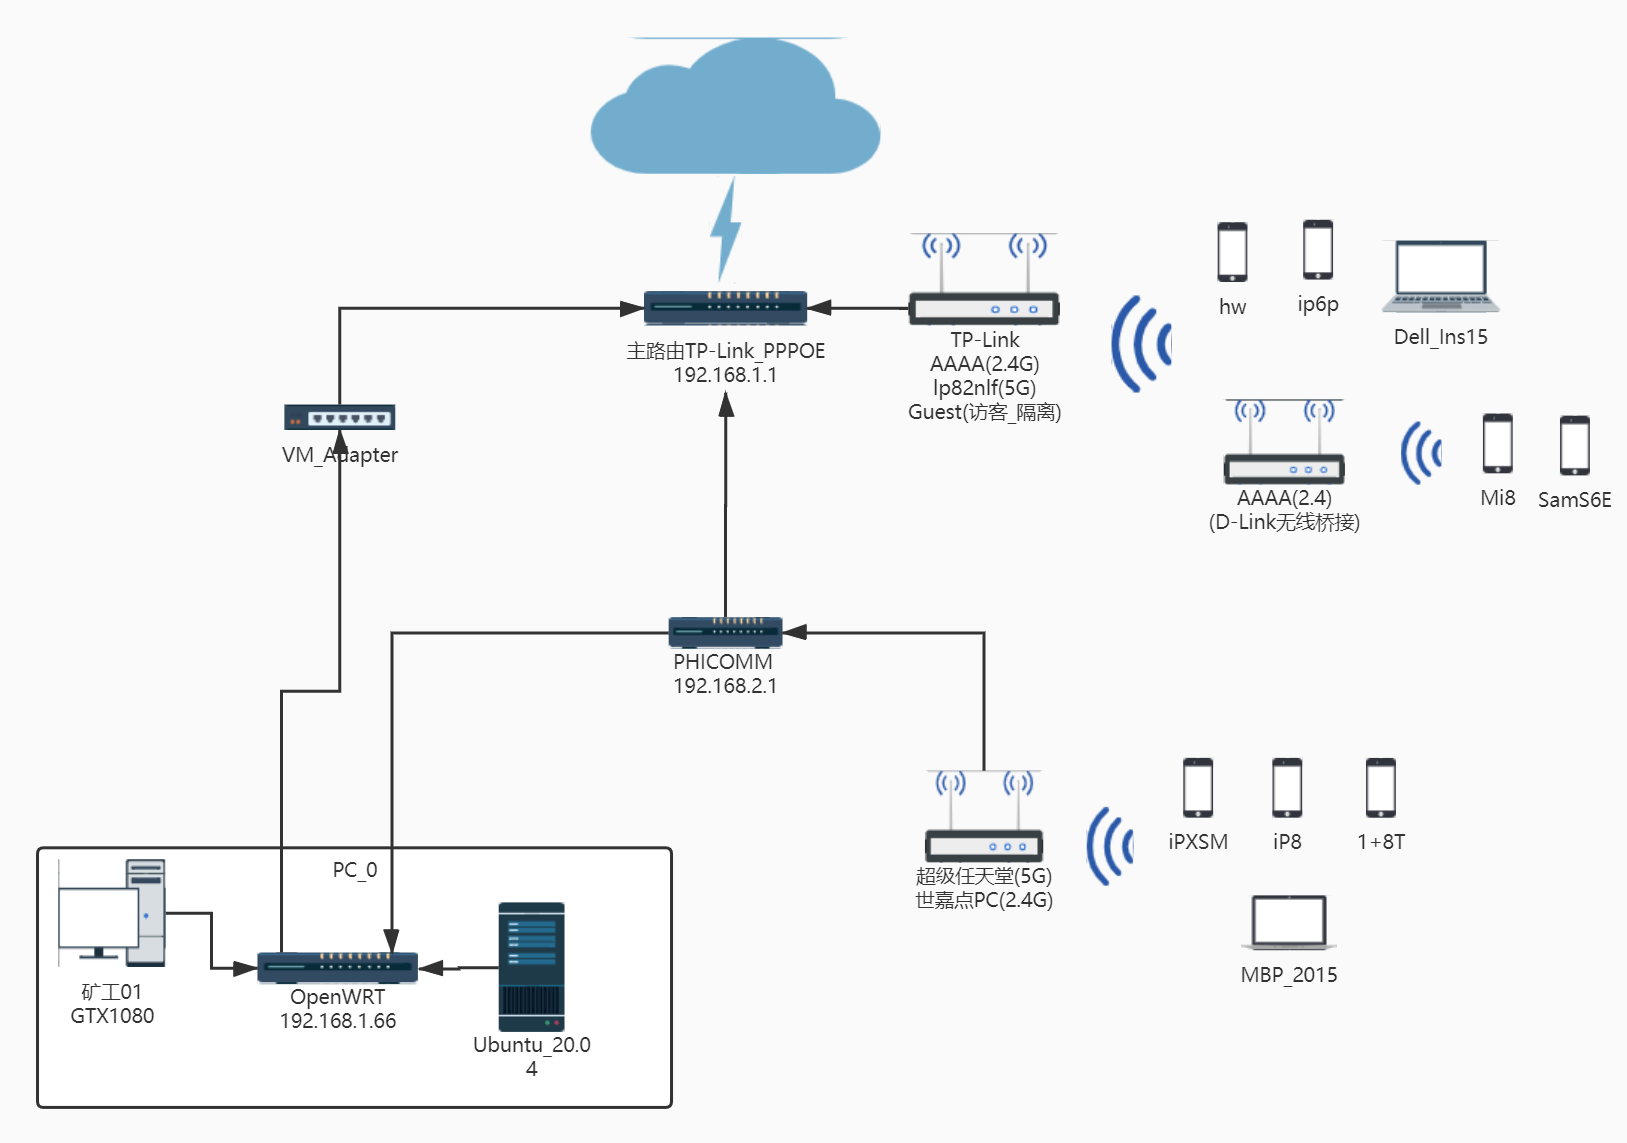 主路由TP-Link_PPPOE
192.168.1.1
TP-Link
AAAA(2.4G)
lp82nlf(5G)
Guest(访客_隔离)
hw
ip6p
Dell_Ins15
VM_Adapter
AAAA(2.4)
(D-Link无线桥接)
Mi8
SamS6E
PHICOMM
192.168.2.1
超级任天堂(5G)
世嘉点PC(2.4G)
iPXSM
iP8
1+8T
MBP_2015
PC_0
矿工01
GTX1080
OpenWRT
192.168.1.66
Ubuntu_20.0
4